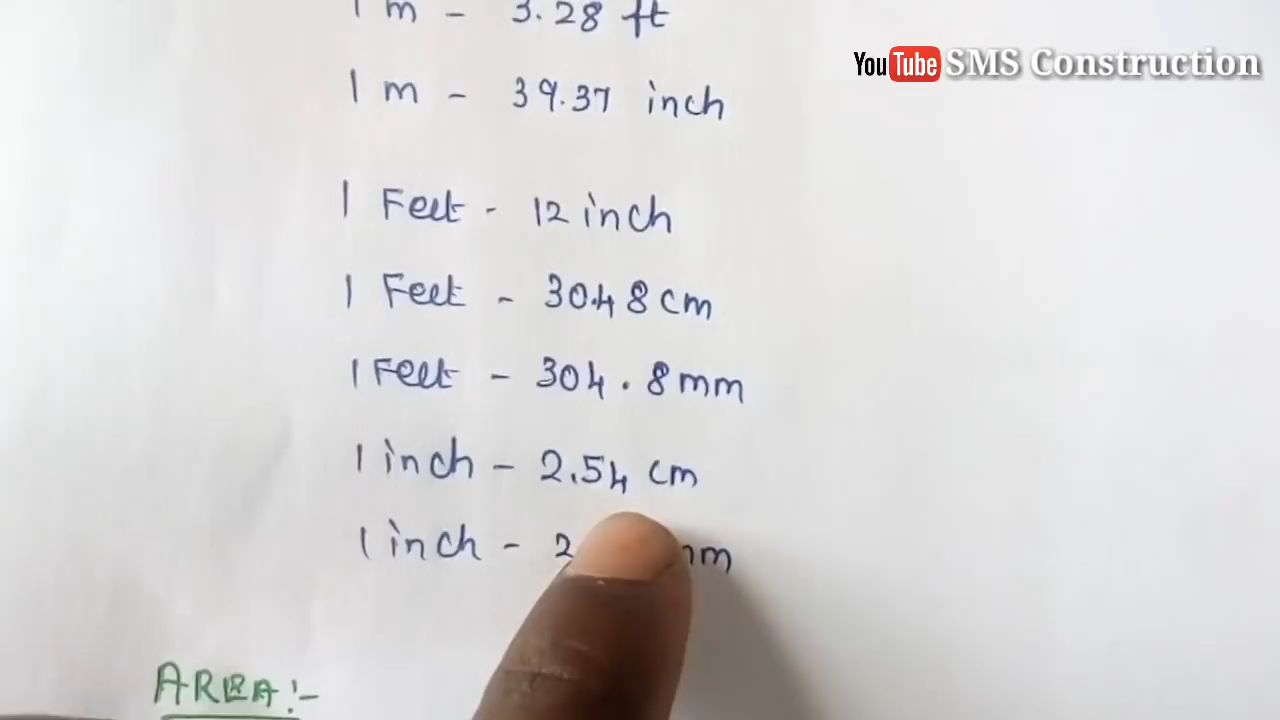 1 m - 3.28 ft
YouTube SMS Construction
1 m - 39.37 inch
1 Feet - 12 inch
1 Feet - 30.48 cm
1 Feet - 304.8 mm
1 inch - 2.54 cm
1 inch - mm
AREA:-